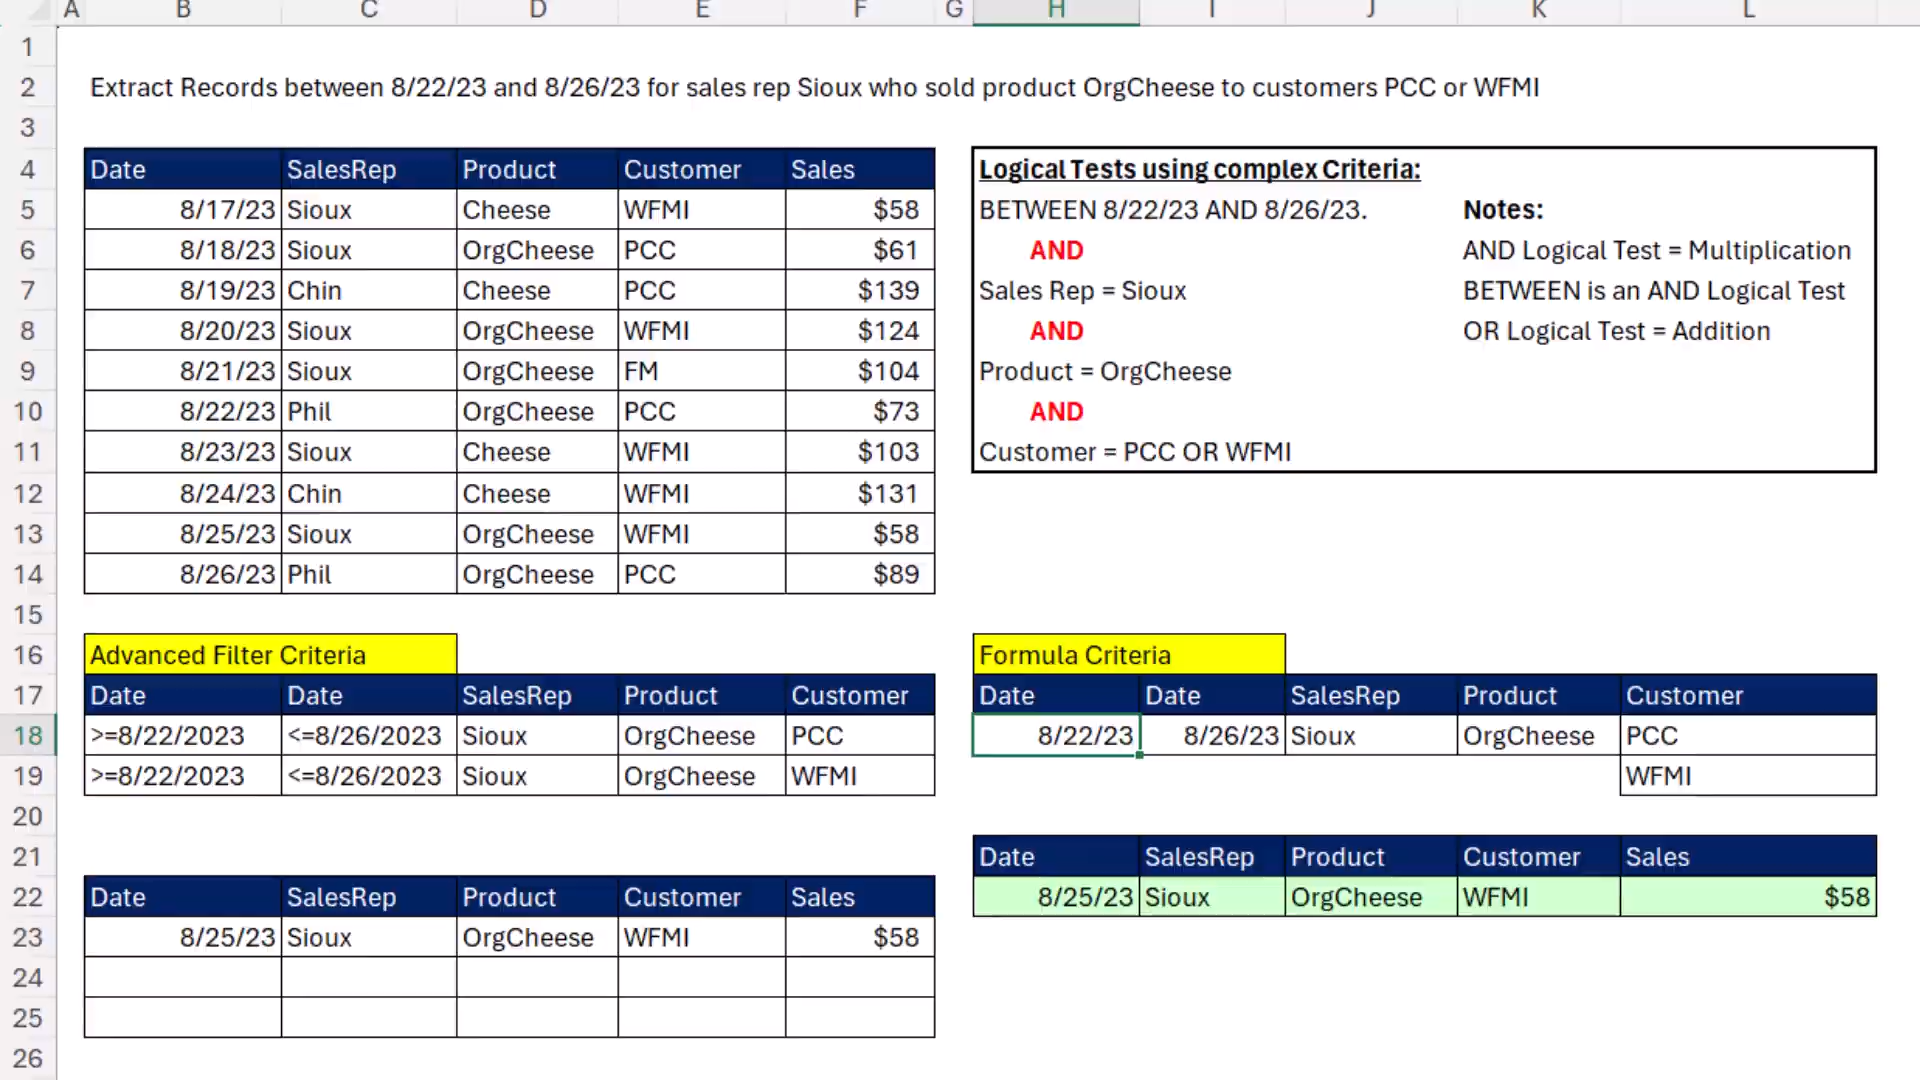 A B C D E F G H I J K L
1
2 Extract Records between 8/22/23 and 8/26/23 for sales rep Sioux who sold product OrgCheese to customers PCC or WFMI
3
4 Date SalesRep Product Customer Sales Logical Tests using complex Criteria:
5 8/17/23 Sioux Cheese WFMI $58 BETWEEN 8/22/23 AND 8/26/23. Notes:
6 8/18/23 Sioux OrgCheese PCC $61 AND AND Logical Test = Multiplication
7 8/19/23 Chin Cheese PCC $139 Sales Rep = Sioux BETWEEN is an AND Logical Test
8 8/20/23 Sioux OrgCheese WFMI $124 AND OR Logical Test = Addition
9 8/21/23 Sioux OrgCheese FM $104 Product = OrgCheese
10 8/22/23 Phil OrgCheese PCC $73 AND
11 8/23/23 Sioux Cheese WFMI $103 Customer = PCC OR WFMI
12 8/24/23 Chin Cheese WFMI $131
13 8/25/23 Sioux OrgCheese WFMI $58
14 8/26/23 Phil OrgCheese PCC $89
15
16 Advanced Filter Criteria Formula Criteria
17 Date Date SalesRep Product Customer Date Date SalesRep Product Customer
18 >=8/22/2023 <=8/26/2023 Sioux OrgCheese PCC 8/22/23 8/26/23 Sioux OrgCheese PCC
19 >=8/22/2023 <=8/26/2023 Sioux OrgCheese WFMI WFMI
20
21 Date SalesRep Product Customer Sales
22 Date SalesRep Product Customer Sales 8/25/23 Sioux OrgCheese WFMI $58
23 8/25/23 Sioux OrgCheese WFMI $58
24
25
26